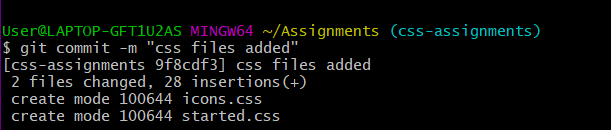 User@LAPTOP-GFT1U2AS MINGW64 ~/Assignments (css-assignments)
$ git commit -m "css files added"
[css-assignments 9f8cdf3] css files added
 2 files changed, 28 insertions(+)
 create mode 100644 icons.css
 create mode 100644 started.css